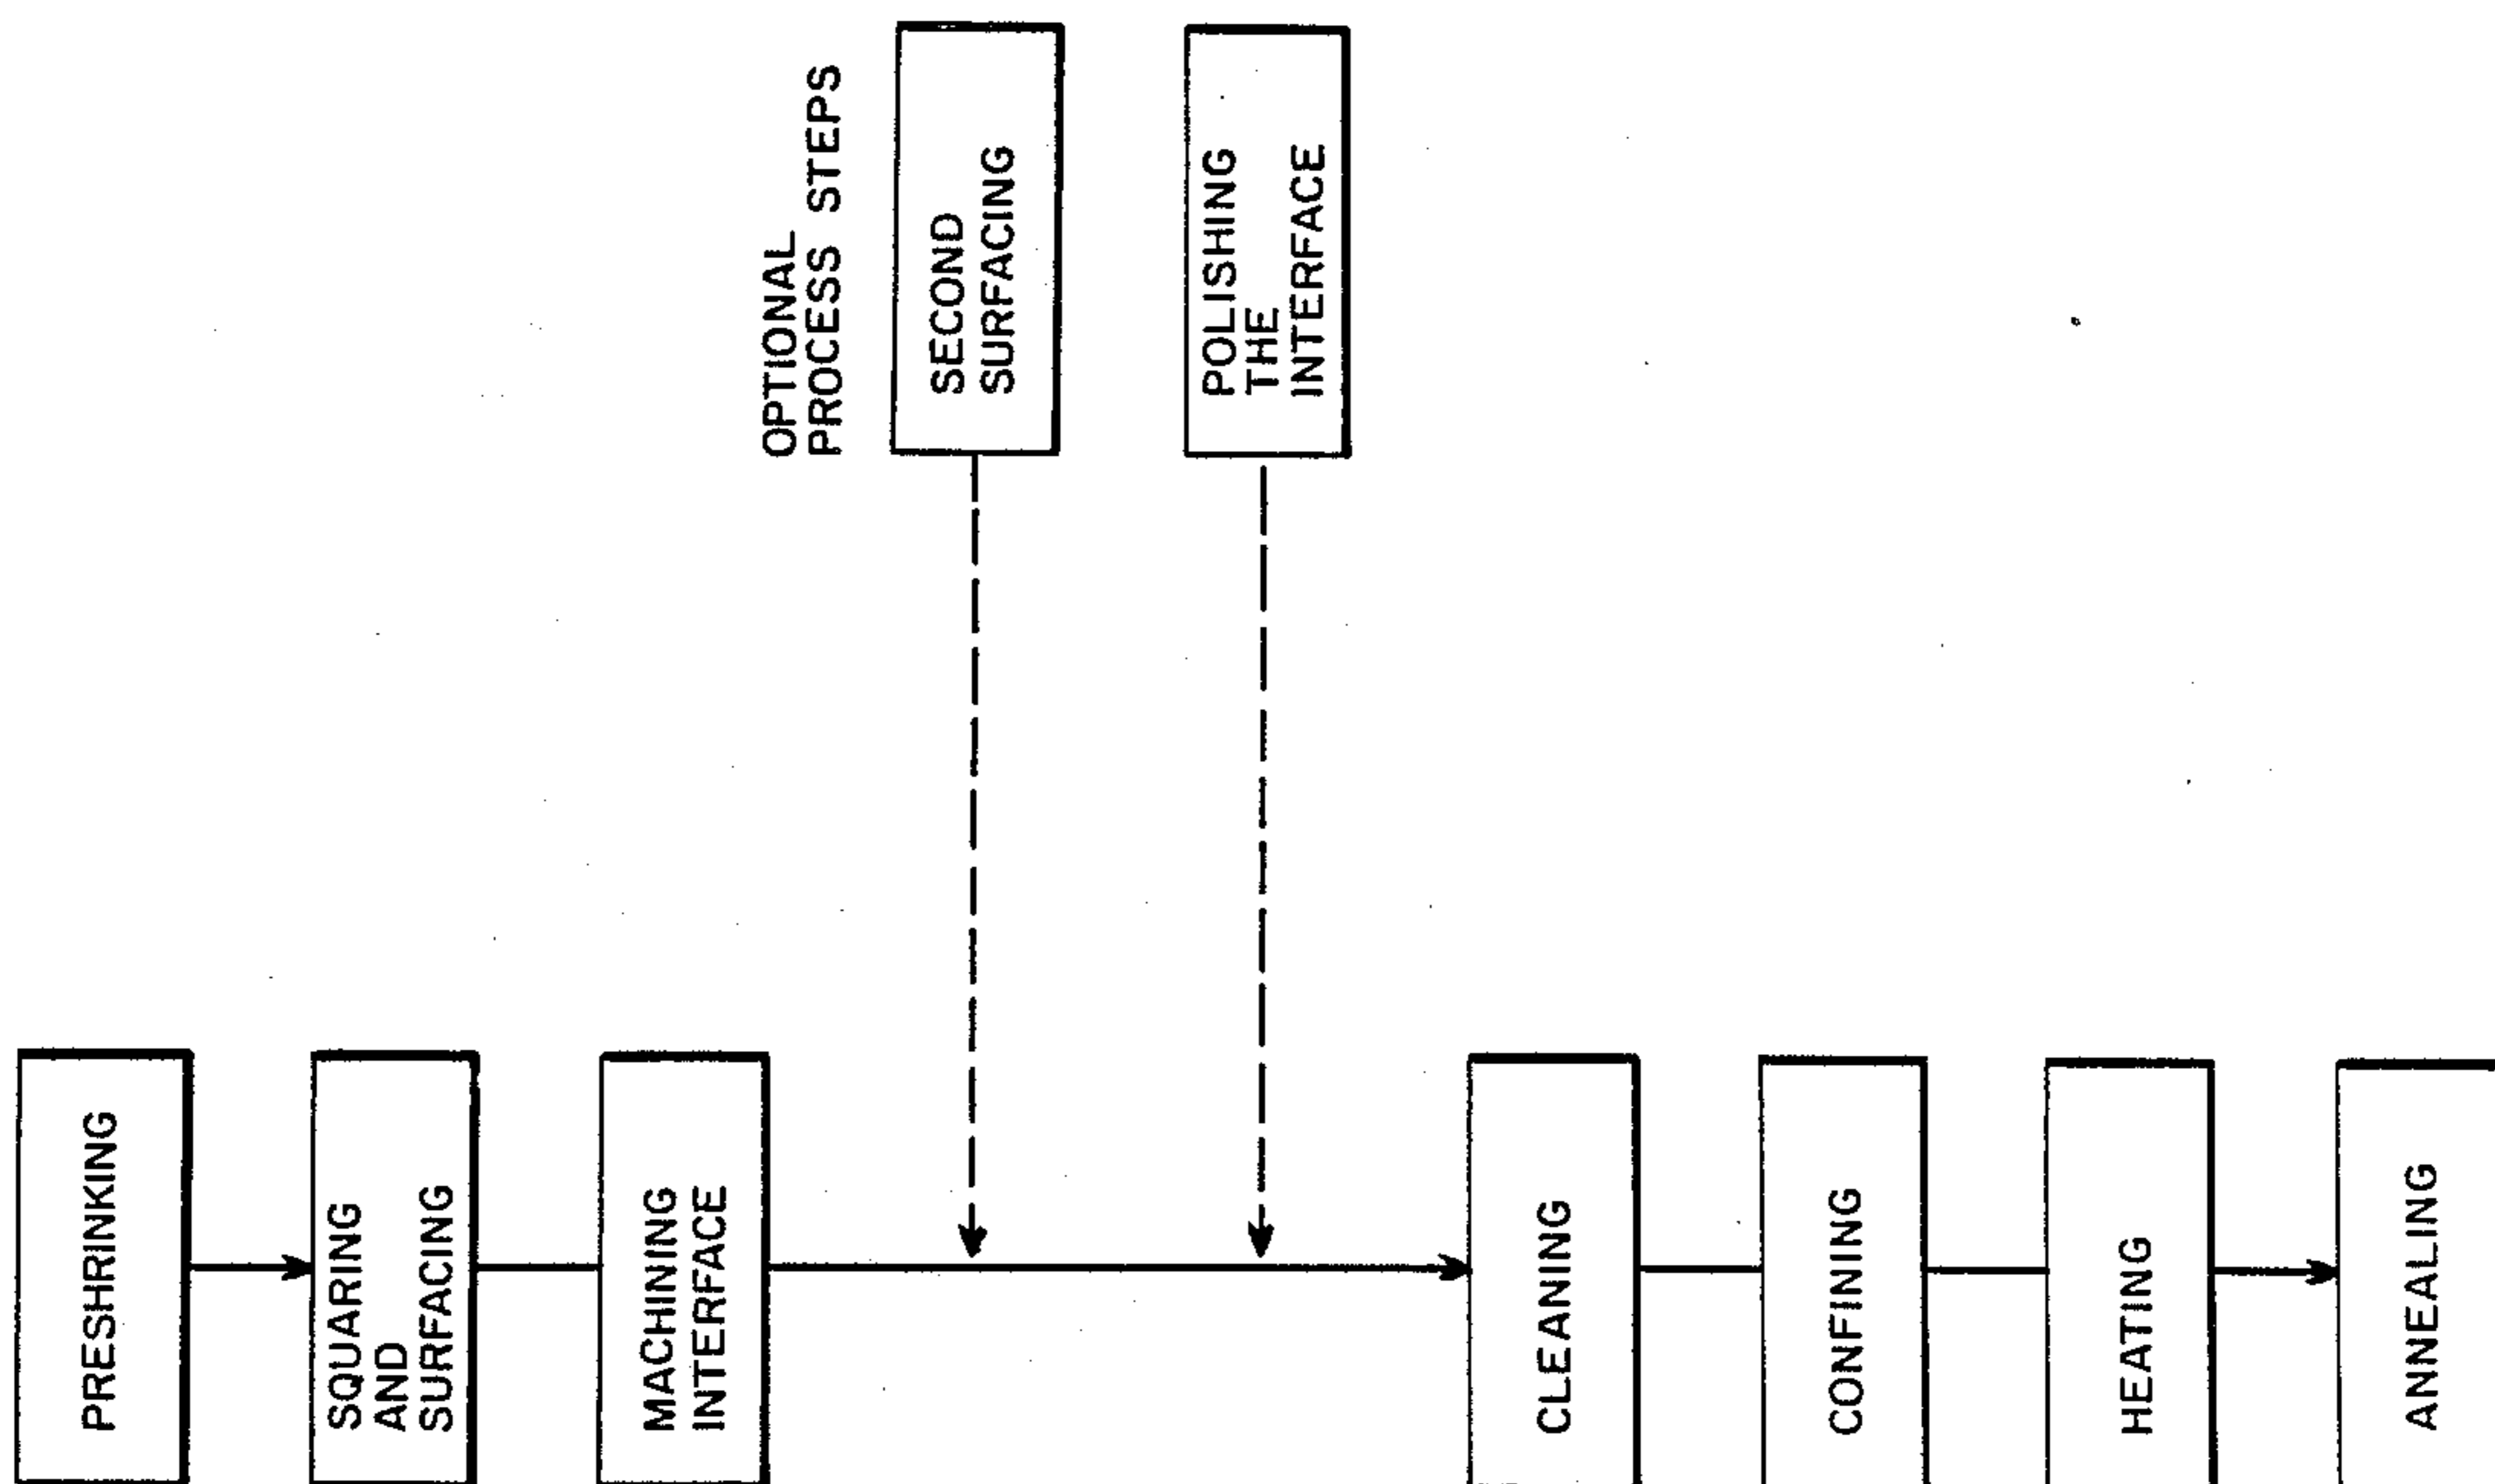 PRESHRINKING
SQUARING
AND
SURFACING
MACHINING
INTERFACE
OPTIONAL
PROCESS STEPS
SECOND
SURFACING
POLISHING
THE
INTERFACE
CLEANING
CONFINING
HEATING
ANNEALING